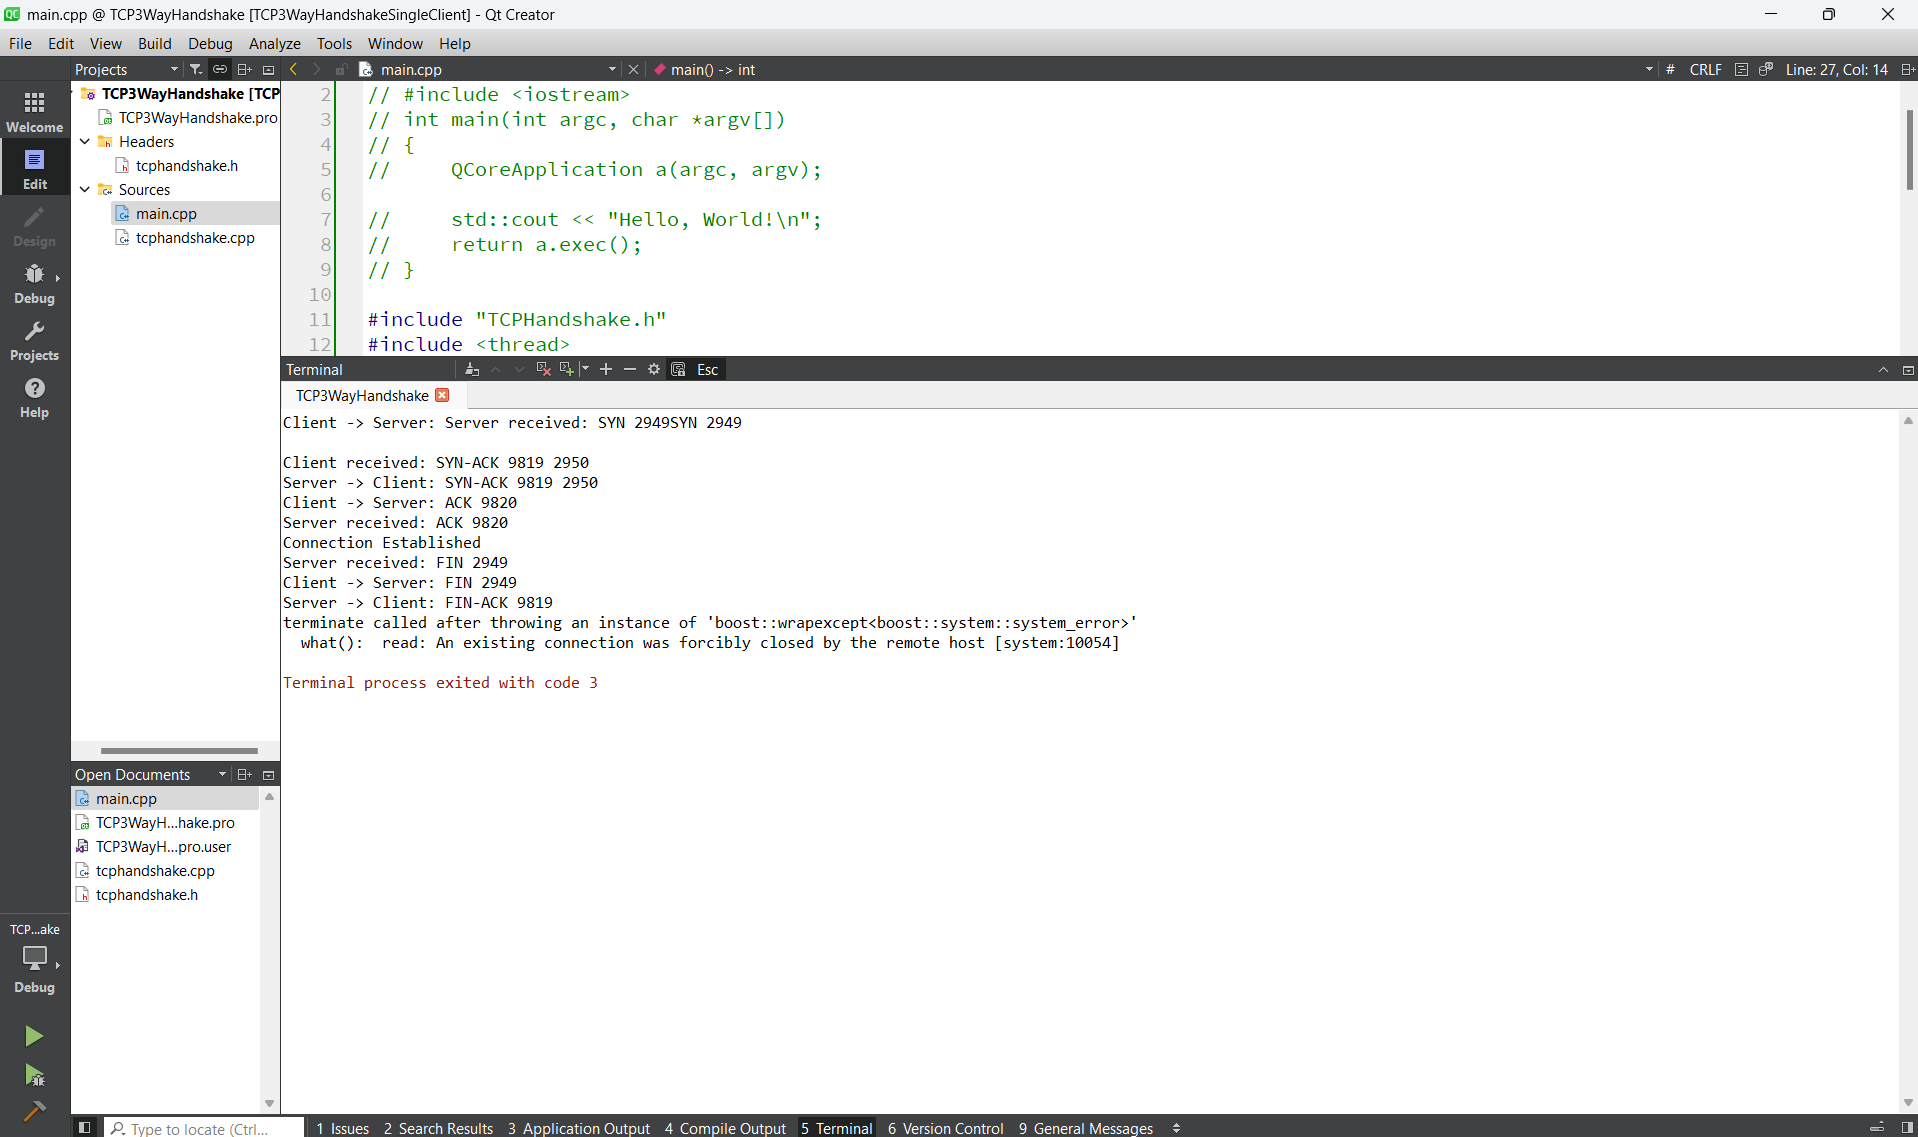 main.cpp @ TCP3WayHandshake [TCP3WayHandshakeSingleClient] - Qt Creator
File Edit View Build Debug Analyze Tools Window Help
Projects
main.cpp
main() -> int
# CRLF Line: 27, Col: 14
Welcome
Edit
Design
Debug
Projects
Help
TCP3WayHandshake [TCP
TCP3WayHandshake.pro
Headers
tcphandshake.h
Sources
main.cpp
tcphandshake.cpp
2 // #include <iostream>
3 // int main(int argc, char *argv[])
4 // {
5 //     QCoreApplication a(argc, argv);
6
7 //     std::cout << "Hello, World!\n";
8 //     return a.exec();
9 // }
10
11 #include "TCPHandshake.h"
12 #include <thread>
Terminal Esc
TCP3WayHandshake
Client -> Server: Server received: SYN 2949SYN 2949
Client received: SYN-ACK 9819 2950
Server -> Client: SYN-ACK 9819 2950
Client -> Server: ACK 9820
Server received: ACK 9820
Connection Established
Server received: FIN 2949
Client -> Server: FIN 2949
Server -> Client: FIN-ACK 9819
terminate called after throwing an instance of 'boost::wrapexcept<boost::system::system_error>'
  what():  read: An existing connection was forcibly closed by the remote host [system:10054]
Terminal process exited with code 3
Open Documents
main.cpp
TCP3WayH...hake.pro
TCP3WayH...pro.user
tcphandshake.cpp
tcphandshake.h
TCP...ake
Debug
Type to locate (Ctrl...
1 Issues 2 Search Results 3 Application Output 4 Compile Output 5 Terminal 6 Version Control 9 General Messages